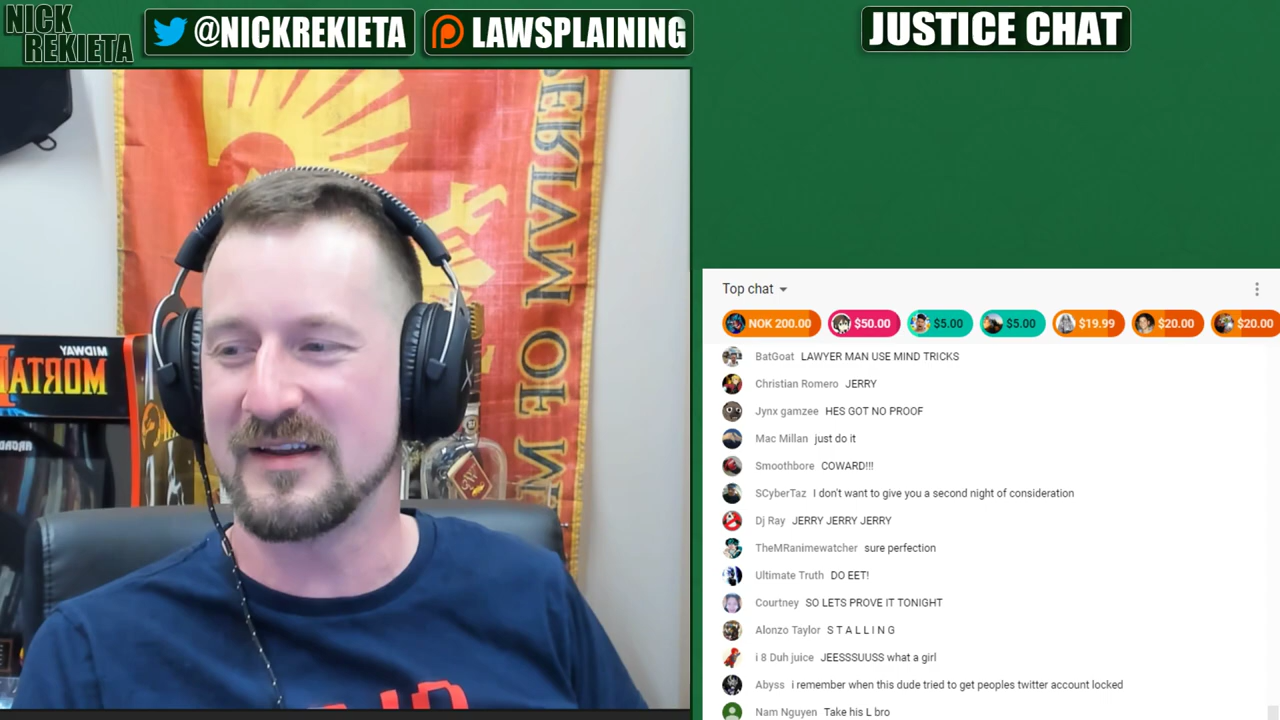 NICK
REKIETA
@NICKREKIETA
LAWSPLAINING
JUSTICE CHAT
MIDWAY
MORTA
Top chat
NOK 200.00
$50.00
$5.00
$5.00
$19.99
$20.00
$20.00
BatGoat LAWYER MAN USE MIND TRICKS
Christian Romero JERRY
Jynx gamzee HES GOT NO PROOF
Mac Millan just do it
Smoothbore COWARD!!!
SCyberTaz I don't want to give you a second night of consideration
Dj Ray JERRY JERRY JERRY
TheMRanimewatcher sure perfection
Ultimate Truth DO EET!
Courtney SO LETS PROVE IT TONIGHT
Alonzo Taylor S T A L L I N G
i 8 Duh juice JEESSSUUSS what a girl
Abyss i remember when this dude tried to get peoples twitter account locked
Nam Nguyen Take his L bro